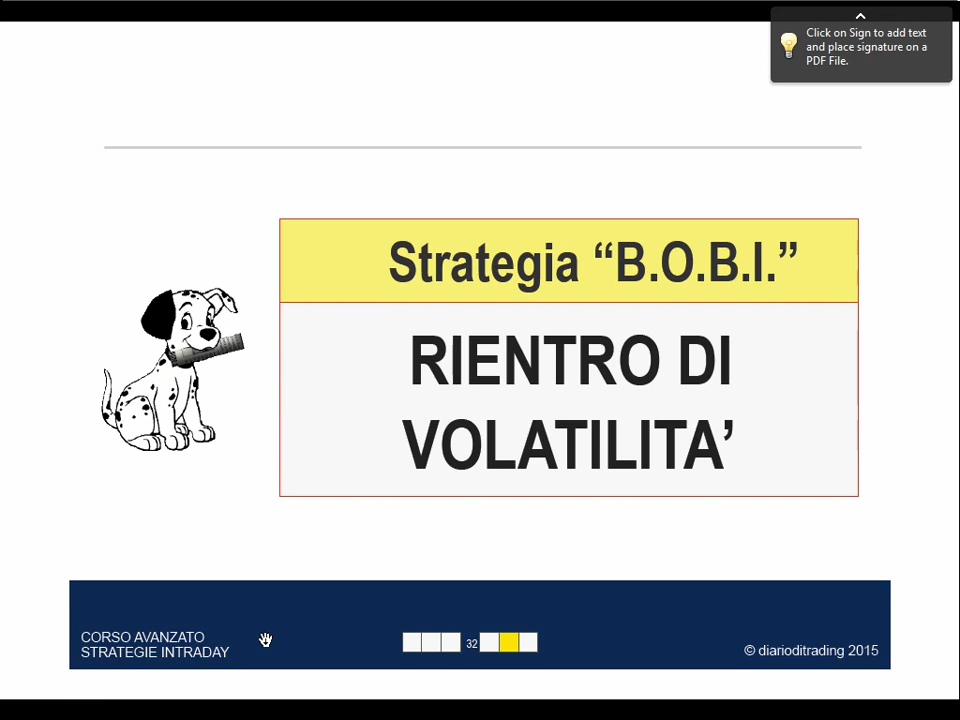 Click on Sign to add text
and place signature on a
PDF File.
Strategia “B.O.B.I.”
RIENTRO DI
VOLATILITA’
CORSO AVANZATO
STRATEGIE INTRADAY
32
© diarioditrading 2015